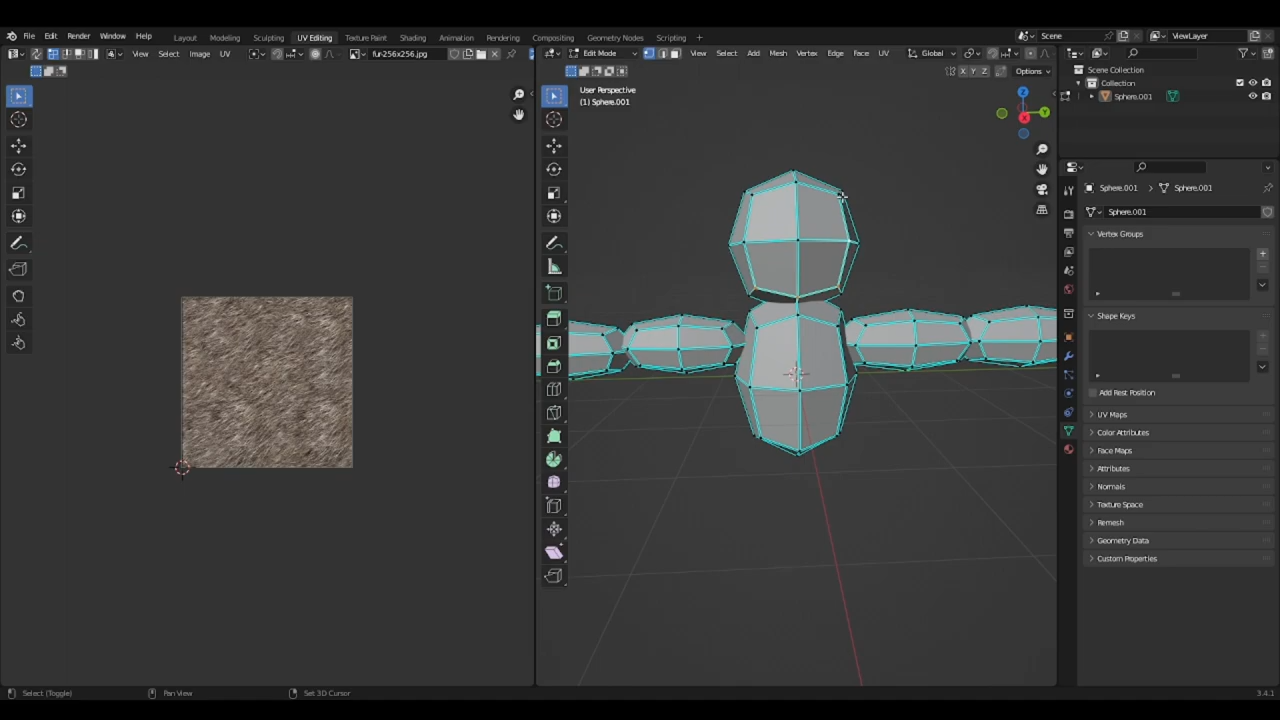 File Edit Render Window Help Layout Modeling Sculpting UV Editing Texture Paint Shading Animation Rendering Compositing Geometry Nodes Scripting + Scene ViewLayer
View Select Image UV fur-256x256.jpg Edit Mode View Select Add Mesh Vertex Edge Face UV Global
X Y Z Options
Scene Collection
Collection
Sphere.001
User Perspective
(1) Sphere.001
Z
Y
X
Sphere.001 Sphere.001
Sphere.001
Vertex Groups
Shape Keys
Add Rest Position
UV Maps
Color Attributes
Face Maps
Attributes
Normals
Texture Space
Remesh
Geometry Data
Custom Properties
Select (Toggle) Pan View Set 3D Cursor 3.4.1